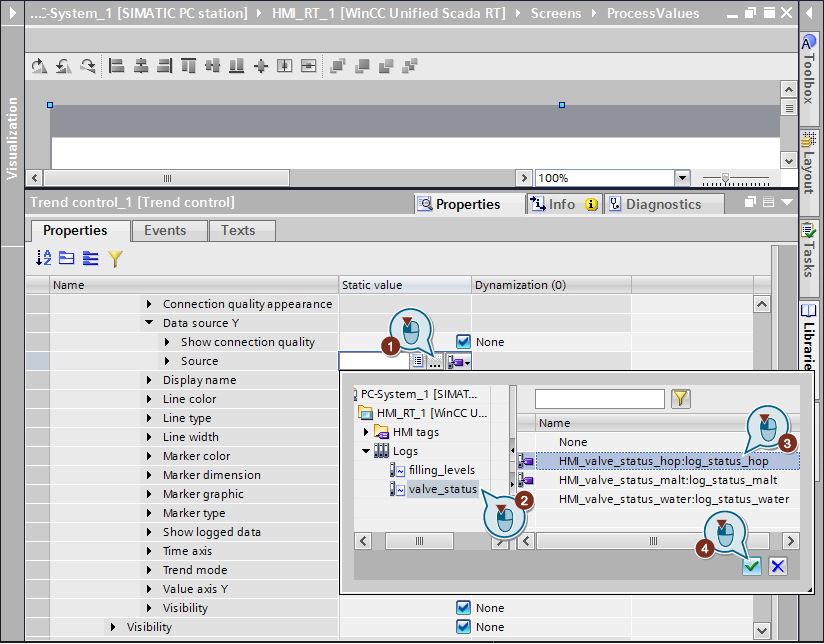 ...C-System_1 [SIMATIC PC station] HMI_RT_1 [WinCC Unified Scada RT] Screens ProcessValues
Visualization
Toolbox
Layout
Tasks
Libraries
100%
Trend control_1 [Trend control]
Properties Info Diagnostics
Properties Events Texts
Name Static value Dynamization (0)
Connection quality appearance
Data source Y
Show connection quality None
Source
Display name
Line color
Line type
Line width
Marker color
Marker dimension
Marker graphic
Marker type
Show logged data
Time axis
Trend mode
Value axis Y
Visibility None
Visibility None
1
PC-System_1 [SIMAT...
HMI_RT_1 [WinCC U...
HMI tags
Logs
filling_levels
valve_status
2
Name
None
HMI_valve_status_hop:log_status_hop
HMI_valve_status_malt:log_status_malt
HMI_valve_status_water:log_status_water
3
4